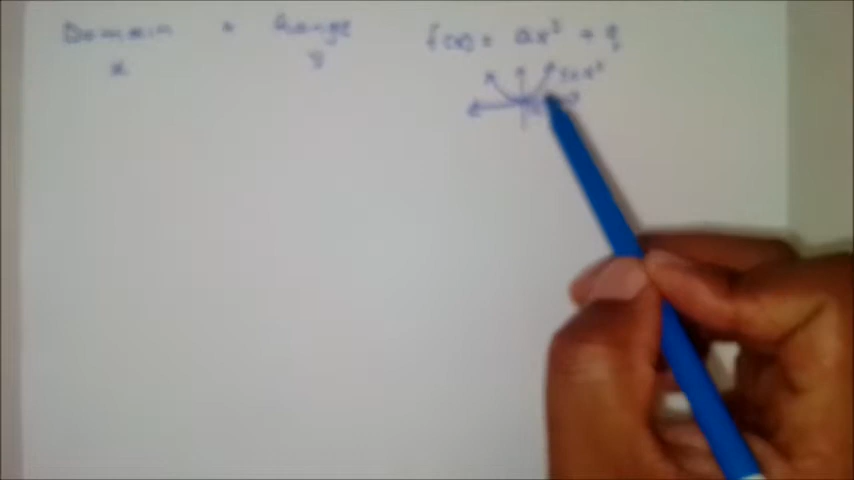 Domain + Range f(x) = ax² + q
x y